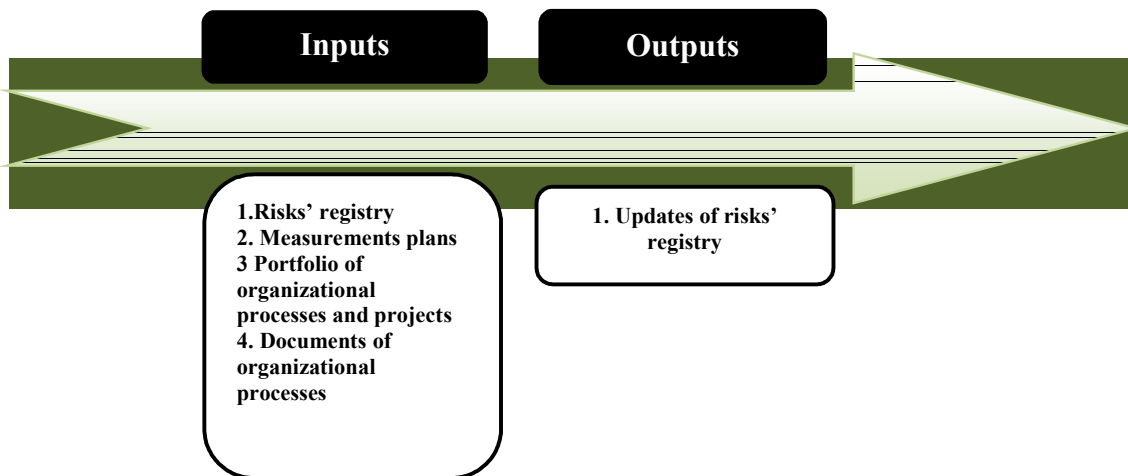 Inputs
Outputs
1.Risks’ registry
2. Measurements plans
3 Portfolio of
organizational
processes and projects
4. Documents of
organizational
processes
1. Updates of risks’
registry